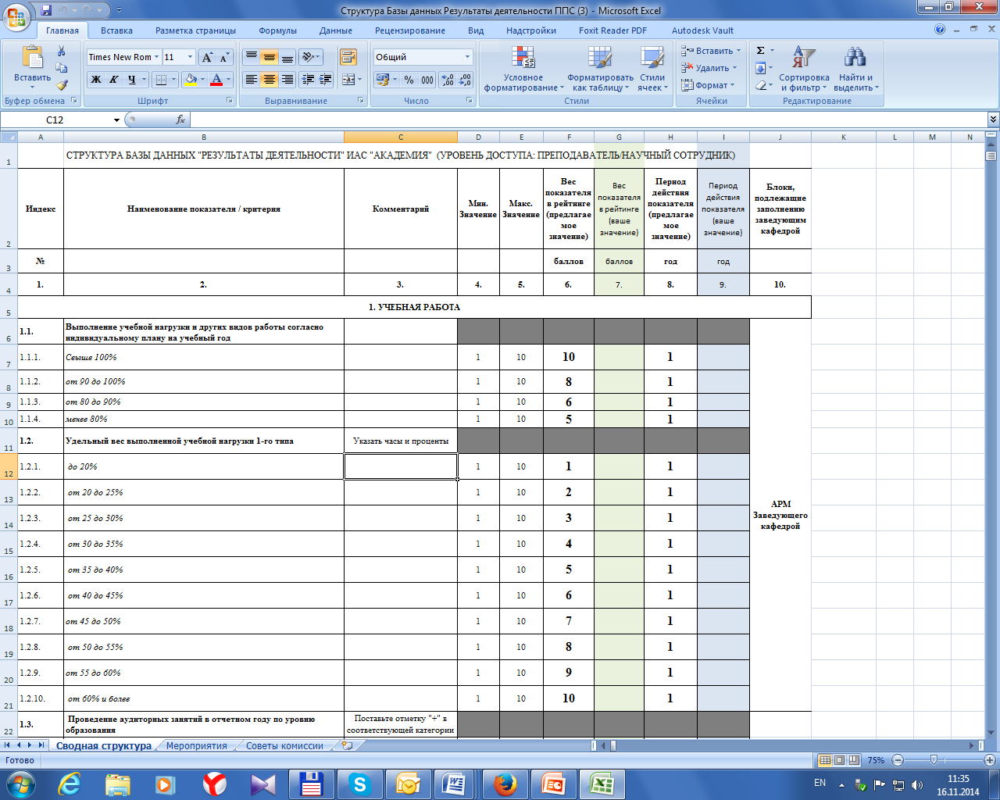 Структура Базы данных Результаты деятельности ППС (3) - Microsoft Excel
Главная Вставка Разметка страницы Формулы Данные Рецензирование Вид Надстройки Foxit Reader PDF Autodesk Vault
Вставить
Буфер обмена
Times New Rom 11
Ж К Ч
Шрифт
Выравнивание
Общий
% 000
Число
Условное форматирование
Форматировать как таблицу
Стили ячеек
Стили
Вставить
Удалить
Формат
Ячейки
Σ
Сортировка и фильтр
Найти и выделить
Редактирование
C12 fx
A B C D E F G H I J K L M N
1 СТРУКТУРА БАЗЫ ДАННЫХ "РЕЗУЛЬТАТЫ ДЕЯТЕЛЬНОСТИ" ИАС "АКАДЕМИЯ" (УРОВЕНЬ ДОСТУПА: ПРЕПОДАВАТЕЛЬ/НАУЧНЫЙ СОТРУДНИК)
2 Индекс Наименование показателя / критерия Комментарий Мин. Значение Макс. Значение Вес показателя в рейтинге (предлагаемое значение) Вес показателя в рейтинге (ваше значение) Период действия показателя (предлагаемое значение) Период действия показателя (ваше значение) Блоки, подлежащие заполнению заведующим кафедрой
3 № баллов баллов год год
4 1. 2. 3. 4. 5. 6. 7. 8. 9. 10.
5 1. УЧЕБНАЯ РАБОТА
6 1.1. Выполнение учебной нагрузки и других видов работы согласно индивидуальному плану на учебный год
7 1.1.1. Свыше 100% 1 10 10 1
8 1.1.2. от 90 до 100% 1 10 8 1
9 1.1.3. от 80 до 90% 1 10 6 1
10 1.1.4. менее 80% 1 10 5 1
11 1.2. Удельный вес выполненной учебной нагрузки 1-го типа Указать часы и проценты
12 1.2.1. до 20% 1 10 1 1
13 1.2.2. от 20 до 25% 1 10 2 1
14 1.2.3. от 25 до 30% 1 10 3 1
АРМ Заведующего кафедрой
15 1.2.4. от 30 до 35% 1 10 4 1
16 1.2.5. от 35 до 40% 1 10 5 1
17 1.2.6. от 40 до 45% 1 10 6 1
18 1.2.7. от 45 до 50% 1 10 7 1
19 1.2.8. от 50 до 55% 1 10 8 1
20 1.2.9. от 55 до 60% 1 10 9 1
21 1.2.10. от 60% и более 1 10 10 1
22 1.3. Проведение аудиторных занятий в отчетном году по уровню образования Поставьте отметку "+" в соответствующей категории
Сводная структура Мероприятия Советы комиссии
Готово 75%
EN 11:35
16.11.2014